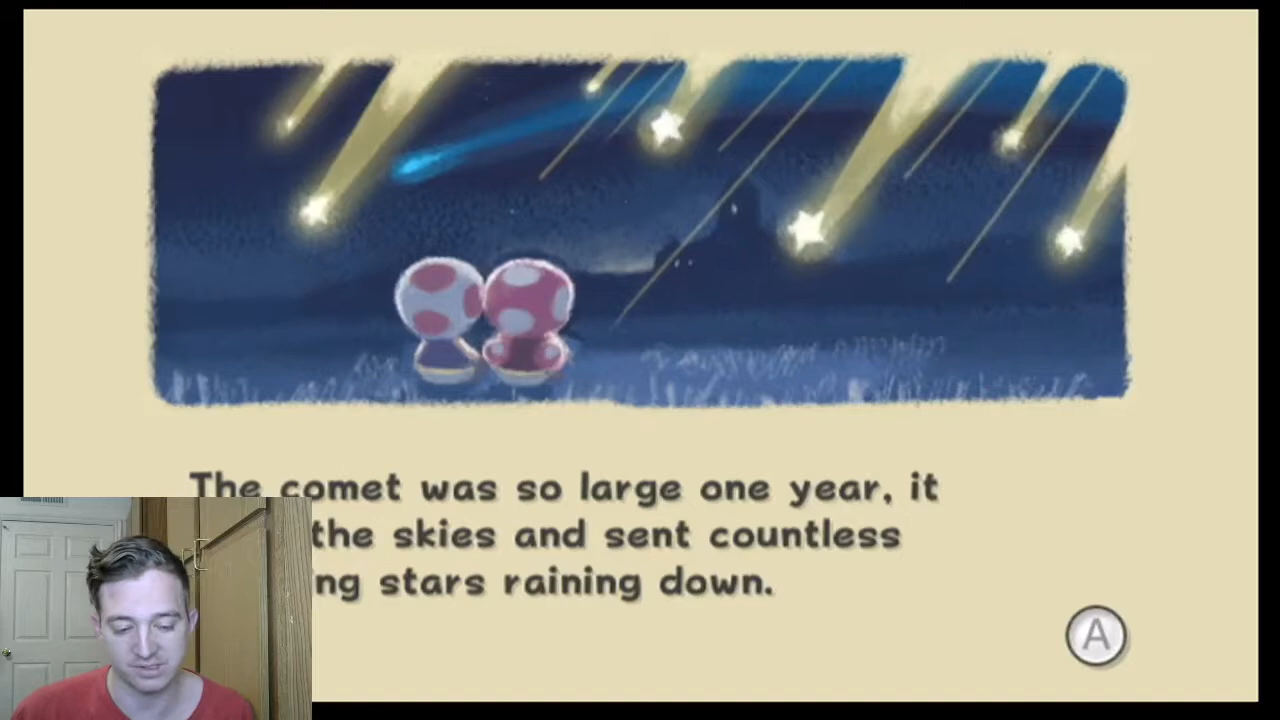 The comet was so large one year, it
the skies and sent countless
ng stars raining down.
A